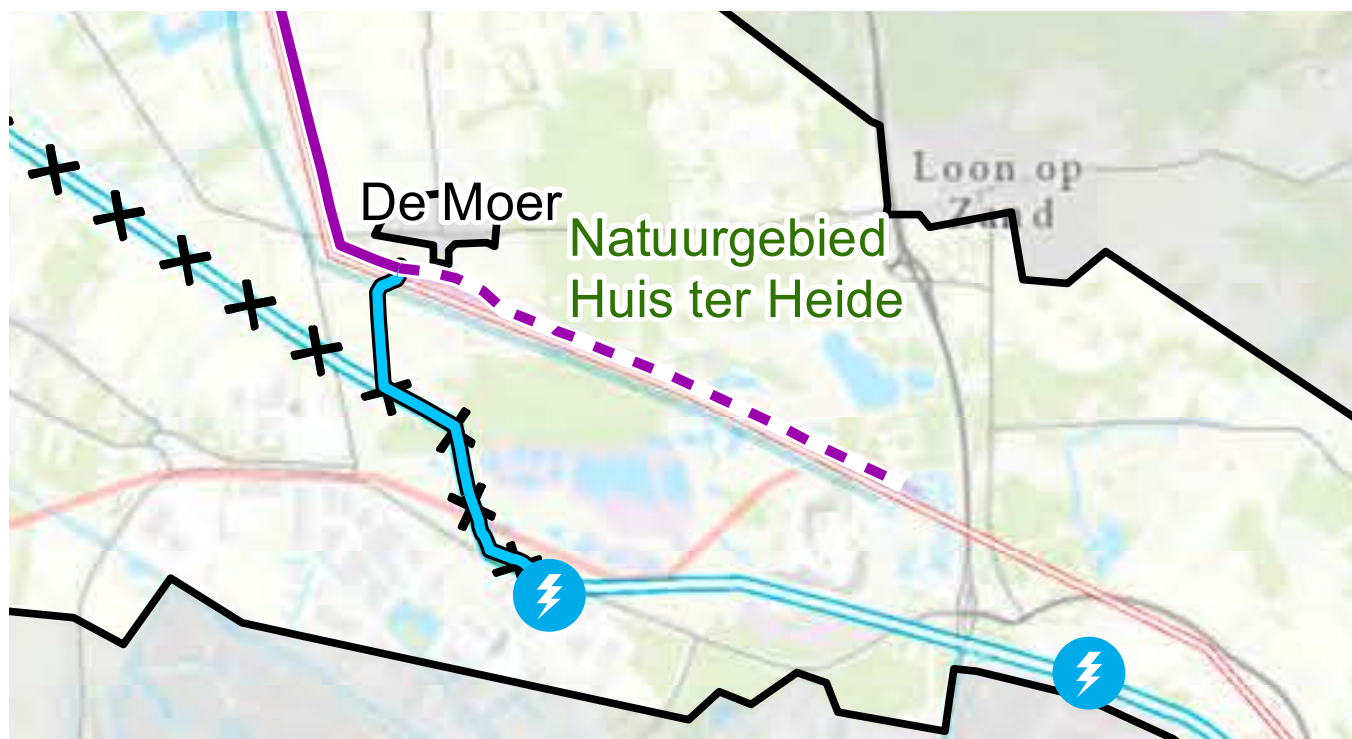 Loon op
Zand
De Moer
Natuurgebied
Huis ter Heide